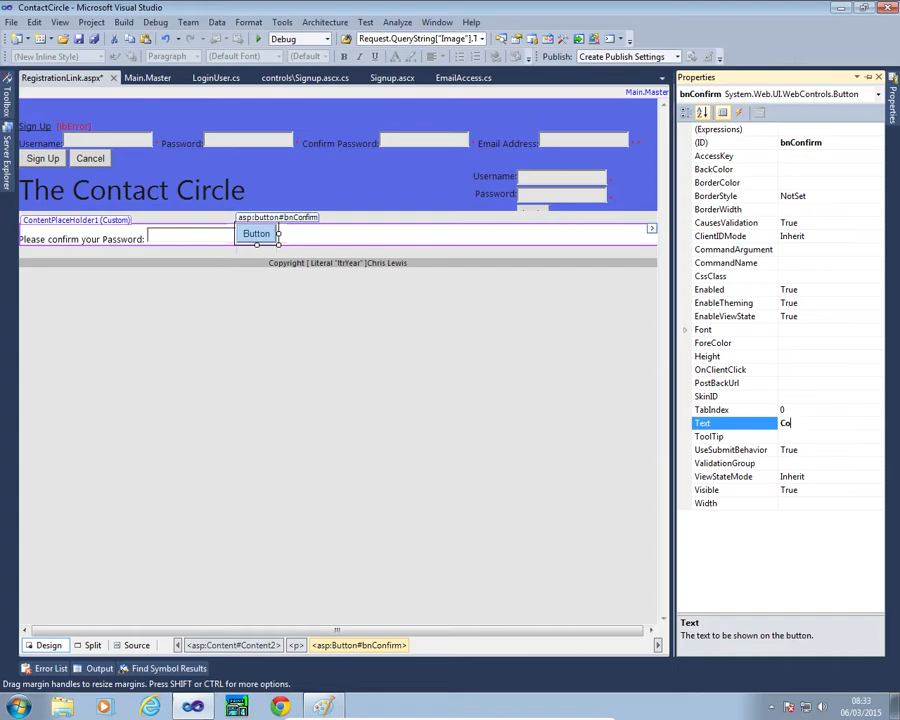 ContactCircle - Microsoft Visual Studio
File Edit View Project Build Debug Team Data Format Tools Architecture Test Analyze Window Help
Debug Request.QueryString["Image"].T
(New Inline Style) Paragraph (Default Font) (Default B I U A Publish: Create Publish Settings
RegistrationLink.aspx* Main.Master LoginUser.cs controls\Signup.ascx.cs Signup.ascx EmailAccess.cs
Toolbox
Server Explorer
Main.Master
Sign Up [lbError]
Username: * Password: * Confirm Password: * Email Address: * *
Sign Up Cancel
The Contact Circle
Username:
Password:
ContentPlaceHolder1 (Custom)
asp:button#bnConfirm
Please confirm your Password:
Button
Copyright [ Literal "ltrYear" ]Chris Lewis
Design Split Source <asp:Content#Content2> <p> <asp:Button#bnConfirm>
Error List Output Find Symbol Results
Drag margin handles to resize margins. Press SHIFT or CTRL for more options.
Properties
bnConfirm System.Web.UI.WebControls.Button
(Expressions)
(ID) bnConfirm
AccessKey
BackColor
BorderColor
BorderStyle NotSet
BorderWidth
CausesValidation True
ClientIDMode Inherit
CommandArgument
CommandName
CssClass
Enabled True
EnableTheming True
EnableViewState True
Font
ForeColor
Height
OnClientClick
PostBackUrl
SkinID
TabIndex 0
Text Co
ToolTip
UseSubmitBehavior True
ValidationGroup
ViewStateMode Inherit
Visible True
Width
Text
The text to be shown on the button.
Properties
08:33
06/03/2015